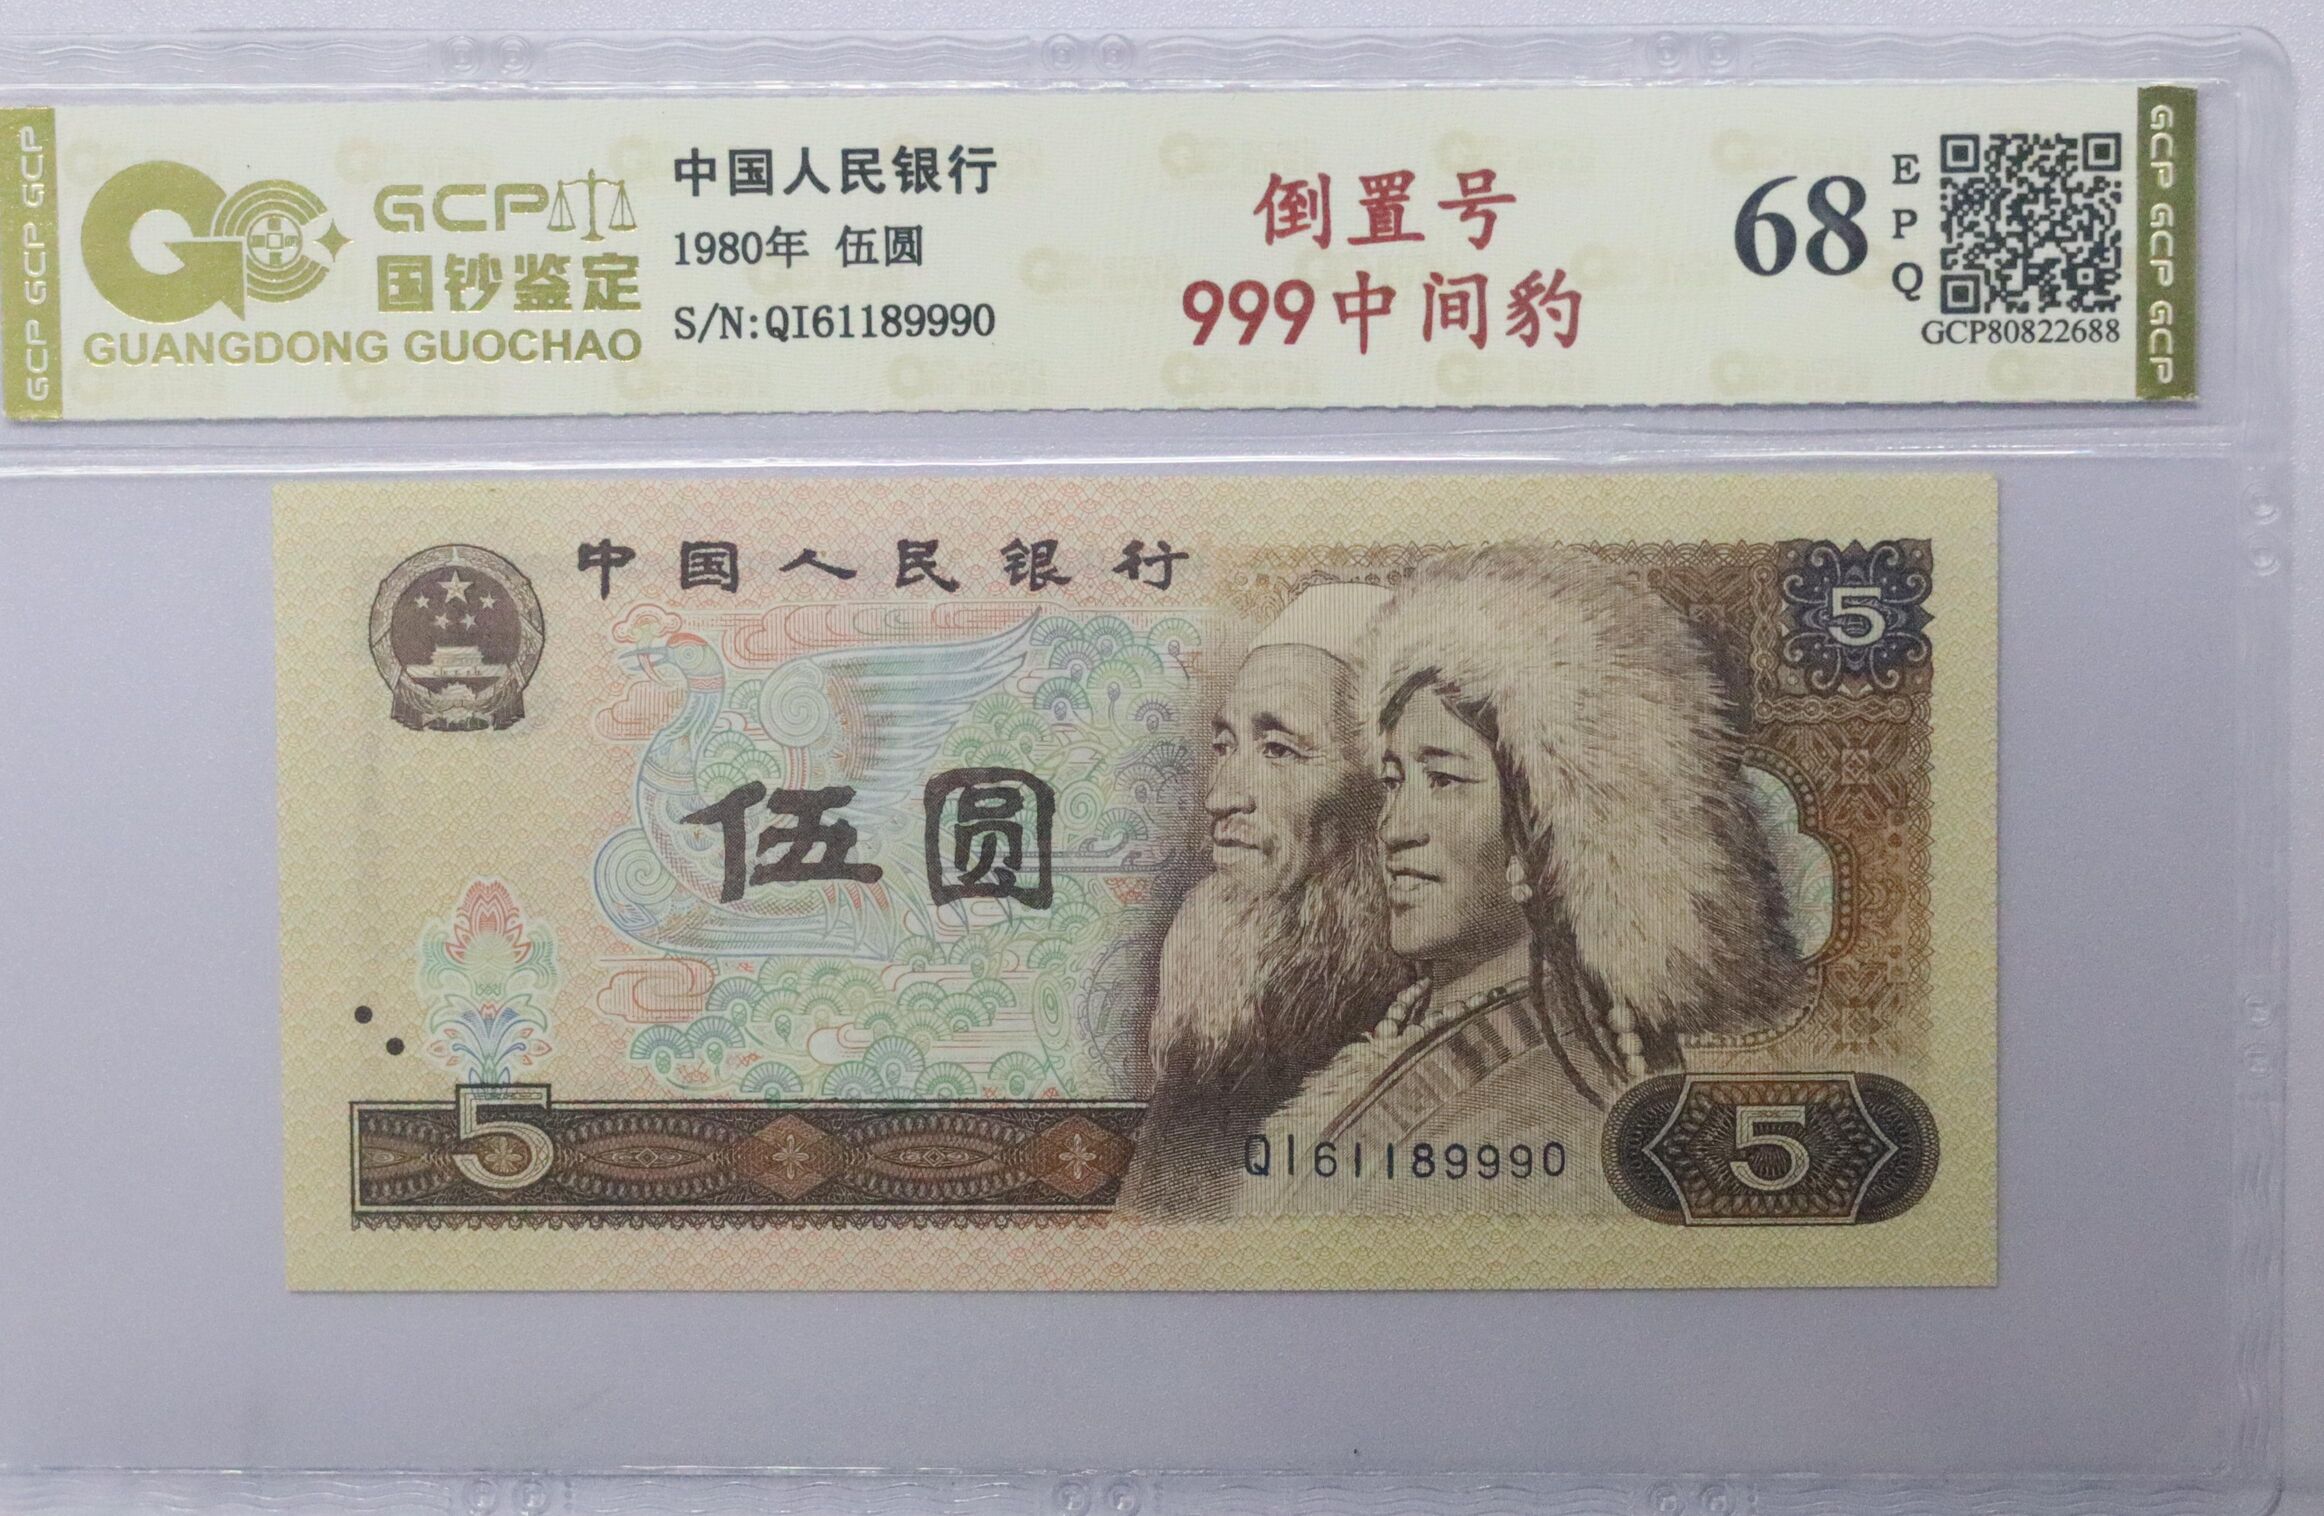 GCP GCP GCP
GCP
国钞鉴定
GUANGDONG GUOCHAO
中国人民银行
1980年 伍圆
S/N:QI61189990
倒置号
999中间豹
68
EPQ
GCP80822688
GCP GCP GCP
中国人民银行
5
伍圆
5
QI61189990
5